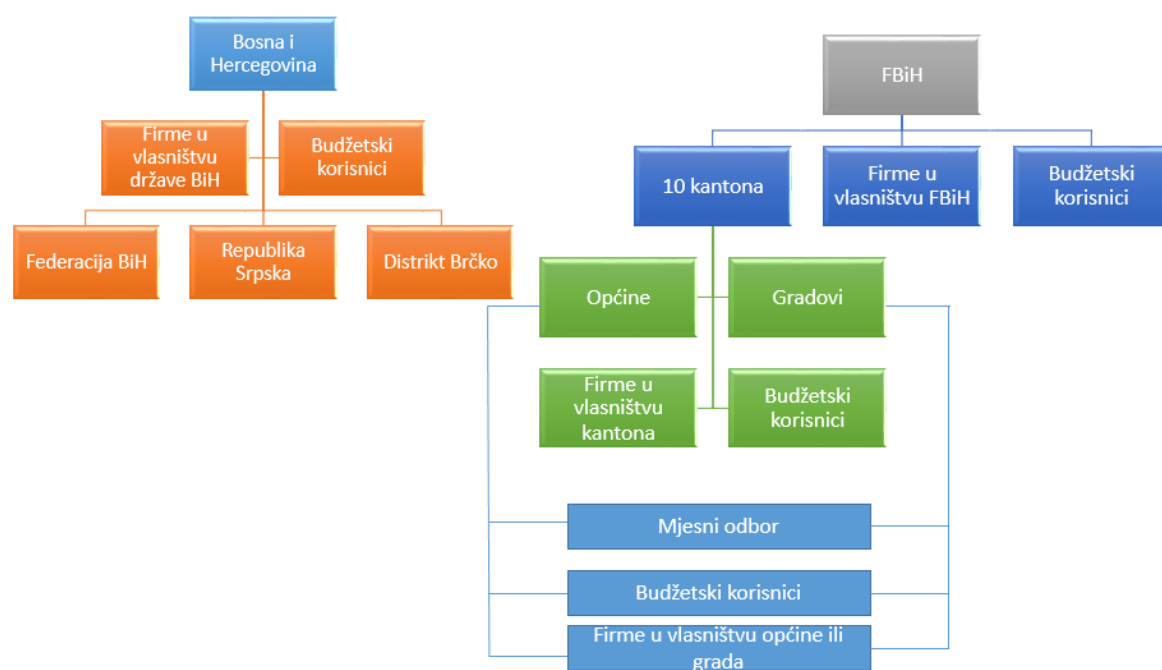 Bosna i
Hercegovina
Firme u
vlasništvu
države BiH
Budžetski
korisnici
Federacija BiH
Republika
Srpska
Distrikt Brčko
FBiH
10 kantona
Firme u
vlasništvu FBiH
Budžetski
korisnici
Općine
Gradovi
Firme u
vlasništvu
kantona
Budžetski
korisnici
Mjesni odbor
Budžetski korisnici
Firme u vlasništvu općine ili
grada